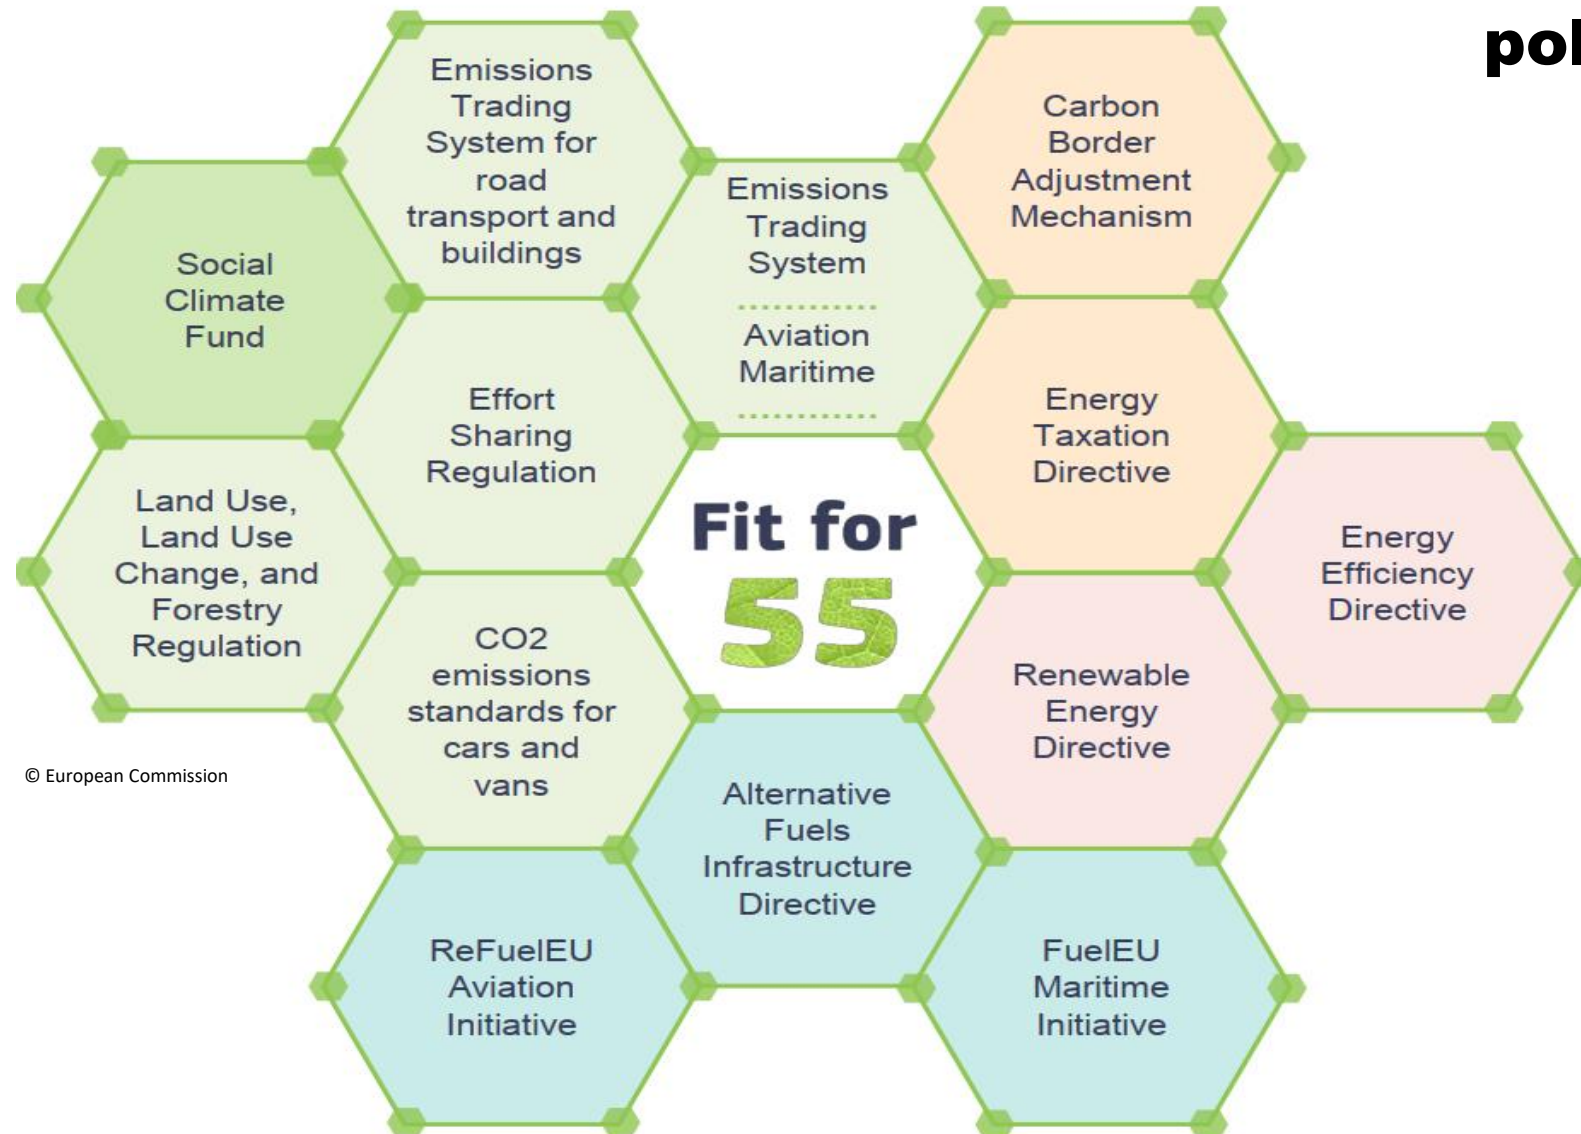 pol
Emissions
Trading
System for
road
transport and
buildings
Carbon
Border
Adjustment
Mechanism
Emissions
Trading
System
Aviation
Maritime
Social
Climate
Fund
Effort
Sharing
Regulation
Energy
Taxation
Directive
Land Use,
Land Use
Change, and
Forestry
Regulation
Fit for
55
Energy
Efficiency
Directive
CO2
emissions
standards for
cars and
vans
Renewable
Energy
Directive
© European Commission
Alternative
Fuels
Infrastructure
Directive
ReFuelEU
Aviation
Initiative
FuelEU
Maritime
Initiative